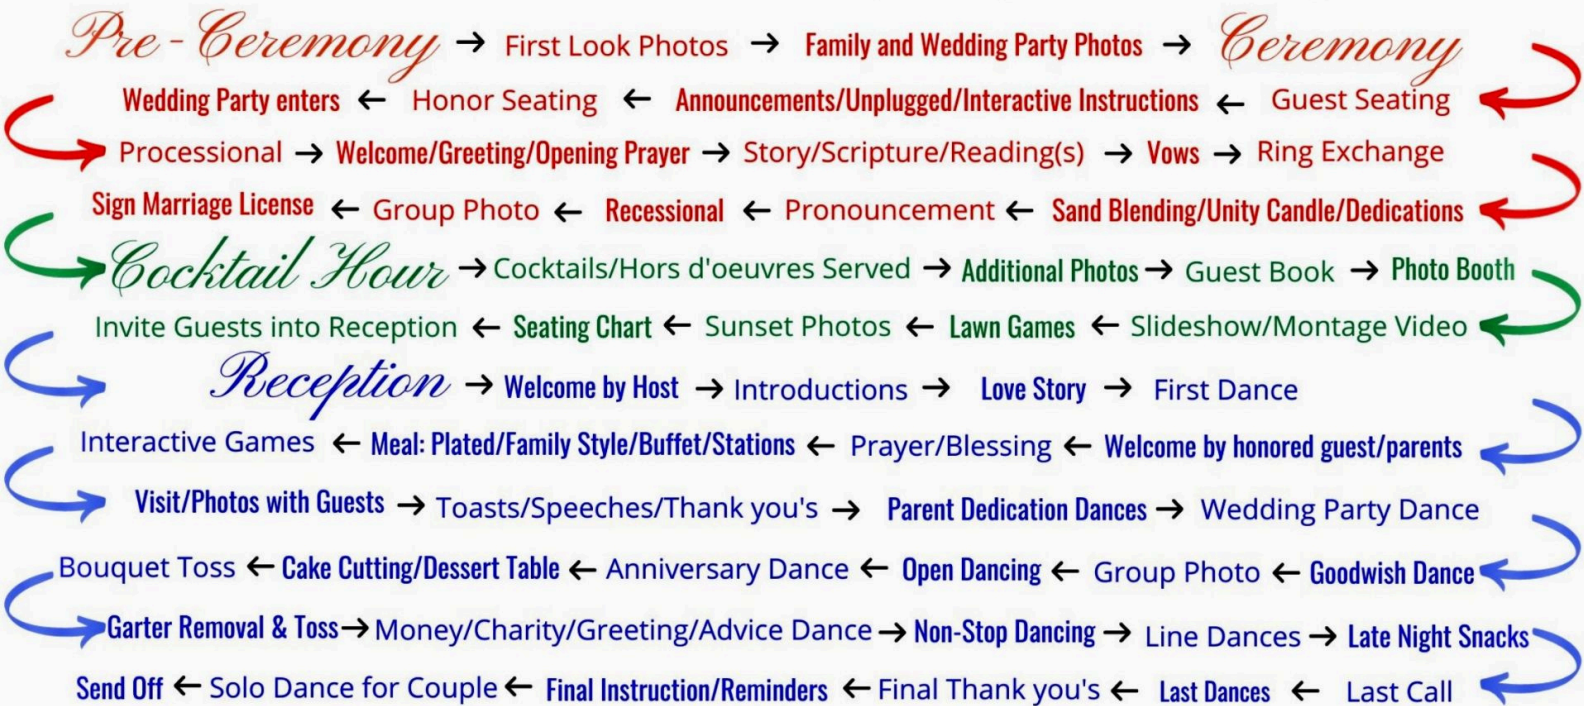 Pre-Ceremony → First Look Photos → Family and Wedding Party Photos → Ceremony
Wedding Party enters ← Honor Seating ← Announcements/Unplugged/Interactive Instructions ← Guest Seating
Processional → Welcome/Greeting/Opening Prayer → Story/Scripture/Reading(s) → Vows → Ring Exchange
Sign Marriage License ← Group Photo ← Recessional ← Pronouncement ← Sand Blending/Unity Candle/Dedications
Cocktail Hour → Cocktails/Hors d'oeuvres Served → Additional Photos → Guest Book → Photo Booth
Invite Guests into Reception ← Seating Chart ← Sunset Photos ← Lawn Games ← Slideshow/Montage Video
Reception → Welcome by Host → Introductions → Love Story → First Dance
Interactive Games ← Meal: Plated/Family Style/Buffet/Stations ← Prayer/Blessing ← Welcome by honored guest/parents
Visit/Photos with Guests → Toasts/Speeches/Thank you's → Parent Dedication Dances → Wedding Party Dance
Bouquet Toss ← Cake Cutting/Dessert Table ← Anniversary Dance ← Open Dancing ← Group Photo ← Goodwish Dance
Garter Removal & Toss → Money/Charity/Greeting/Advice Dance → Non-Stop Dancing → Line Dances → Late Night Snacks
Send Off ← Solo Dance for Couple ← Final Instruction/Reminders ← Final Thank you's ← Last Dances ← Last Call